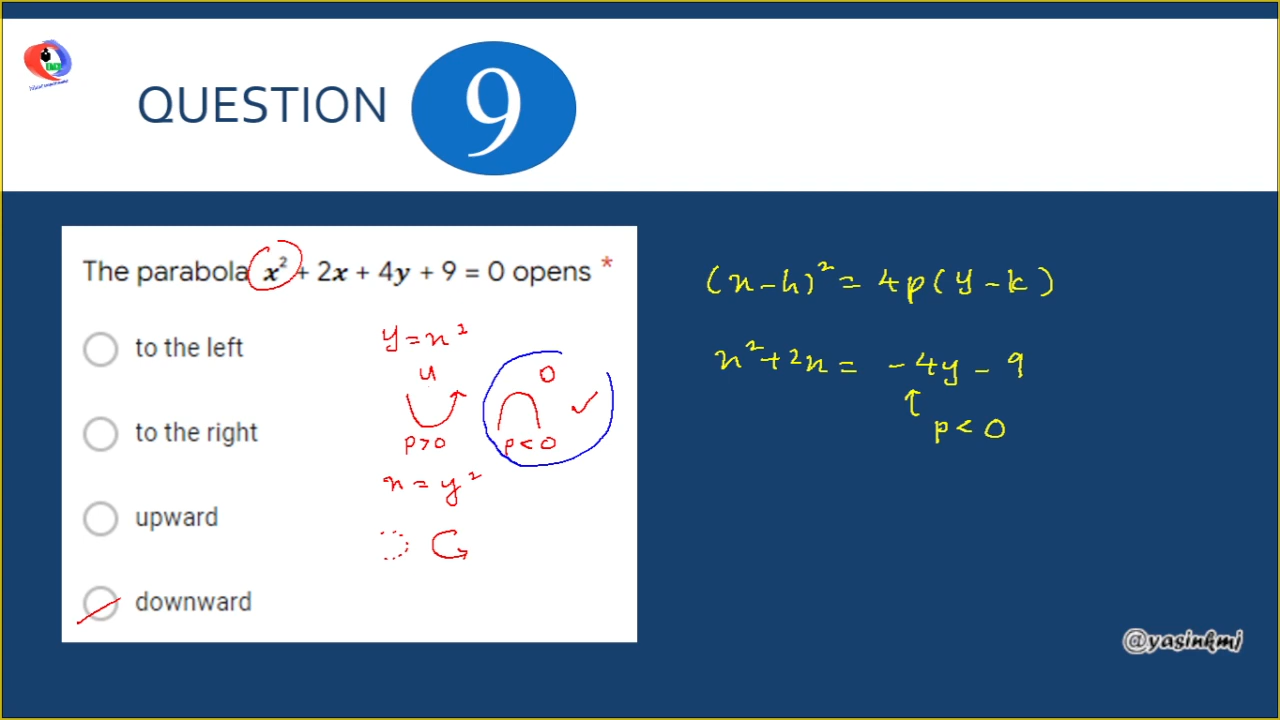 QUESTION 9
The parabola x² + 2x + 4y + 9 = 0 opens *
to the left
to the right
upward
downward
y = x²
U
∩
p > 0
p < 0
x = y²
(x - h)² = 4p(y - k)
x² + 2x = - 4y - 9
↑
p < 0
@yasinkmi